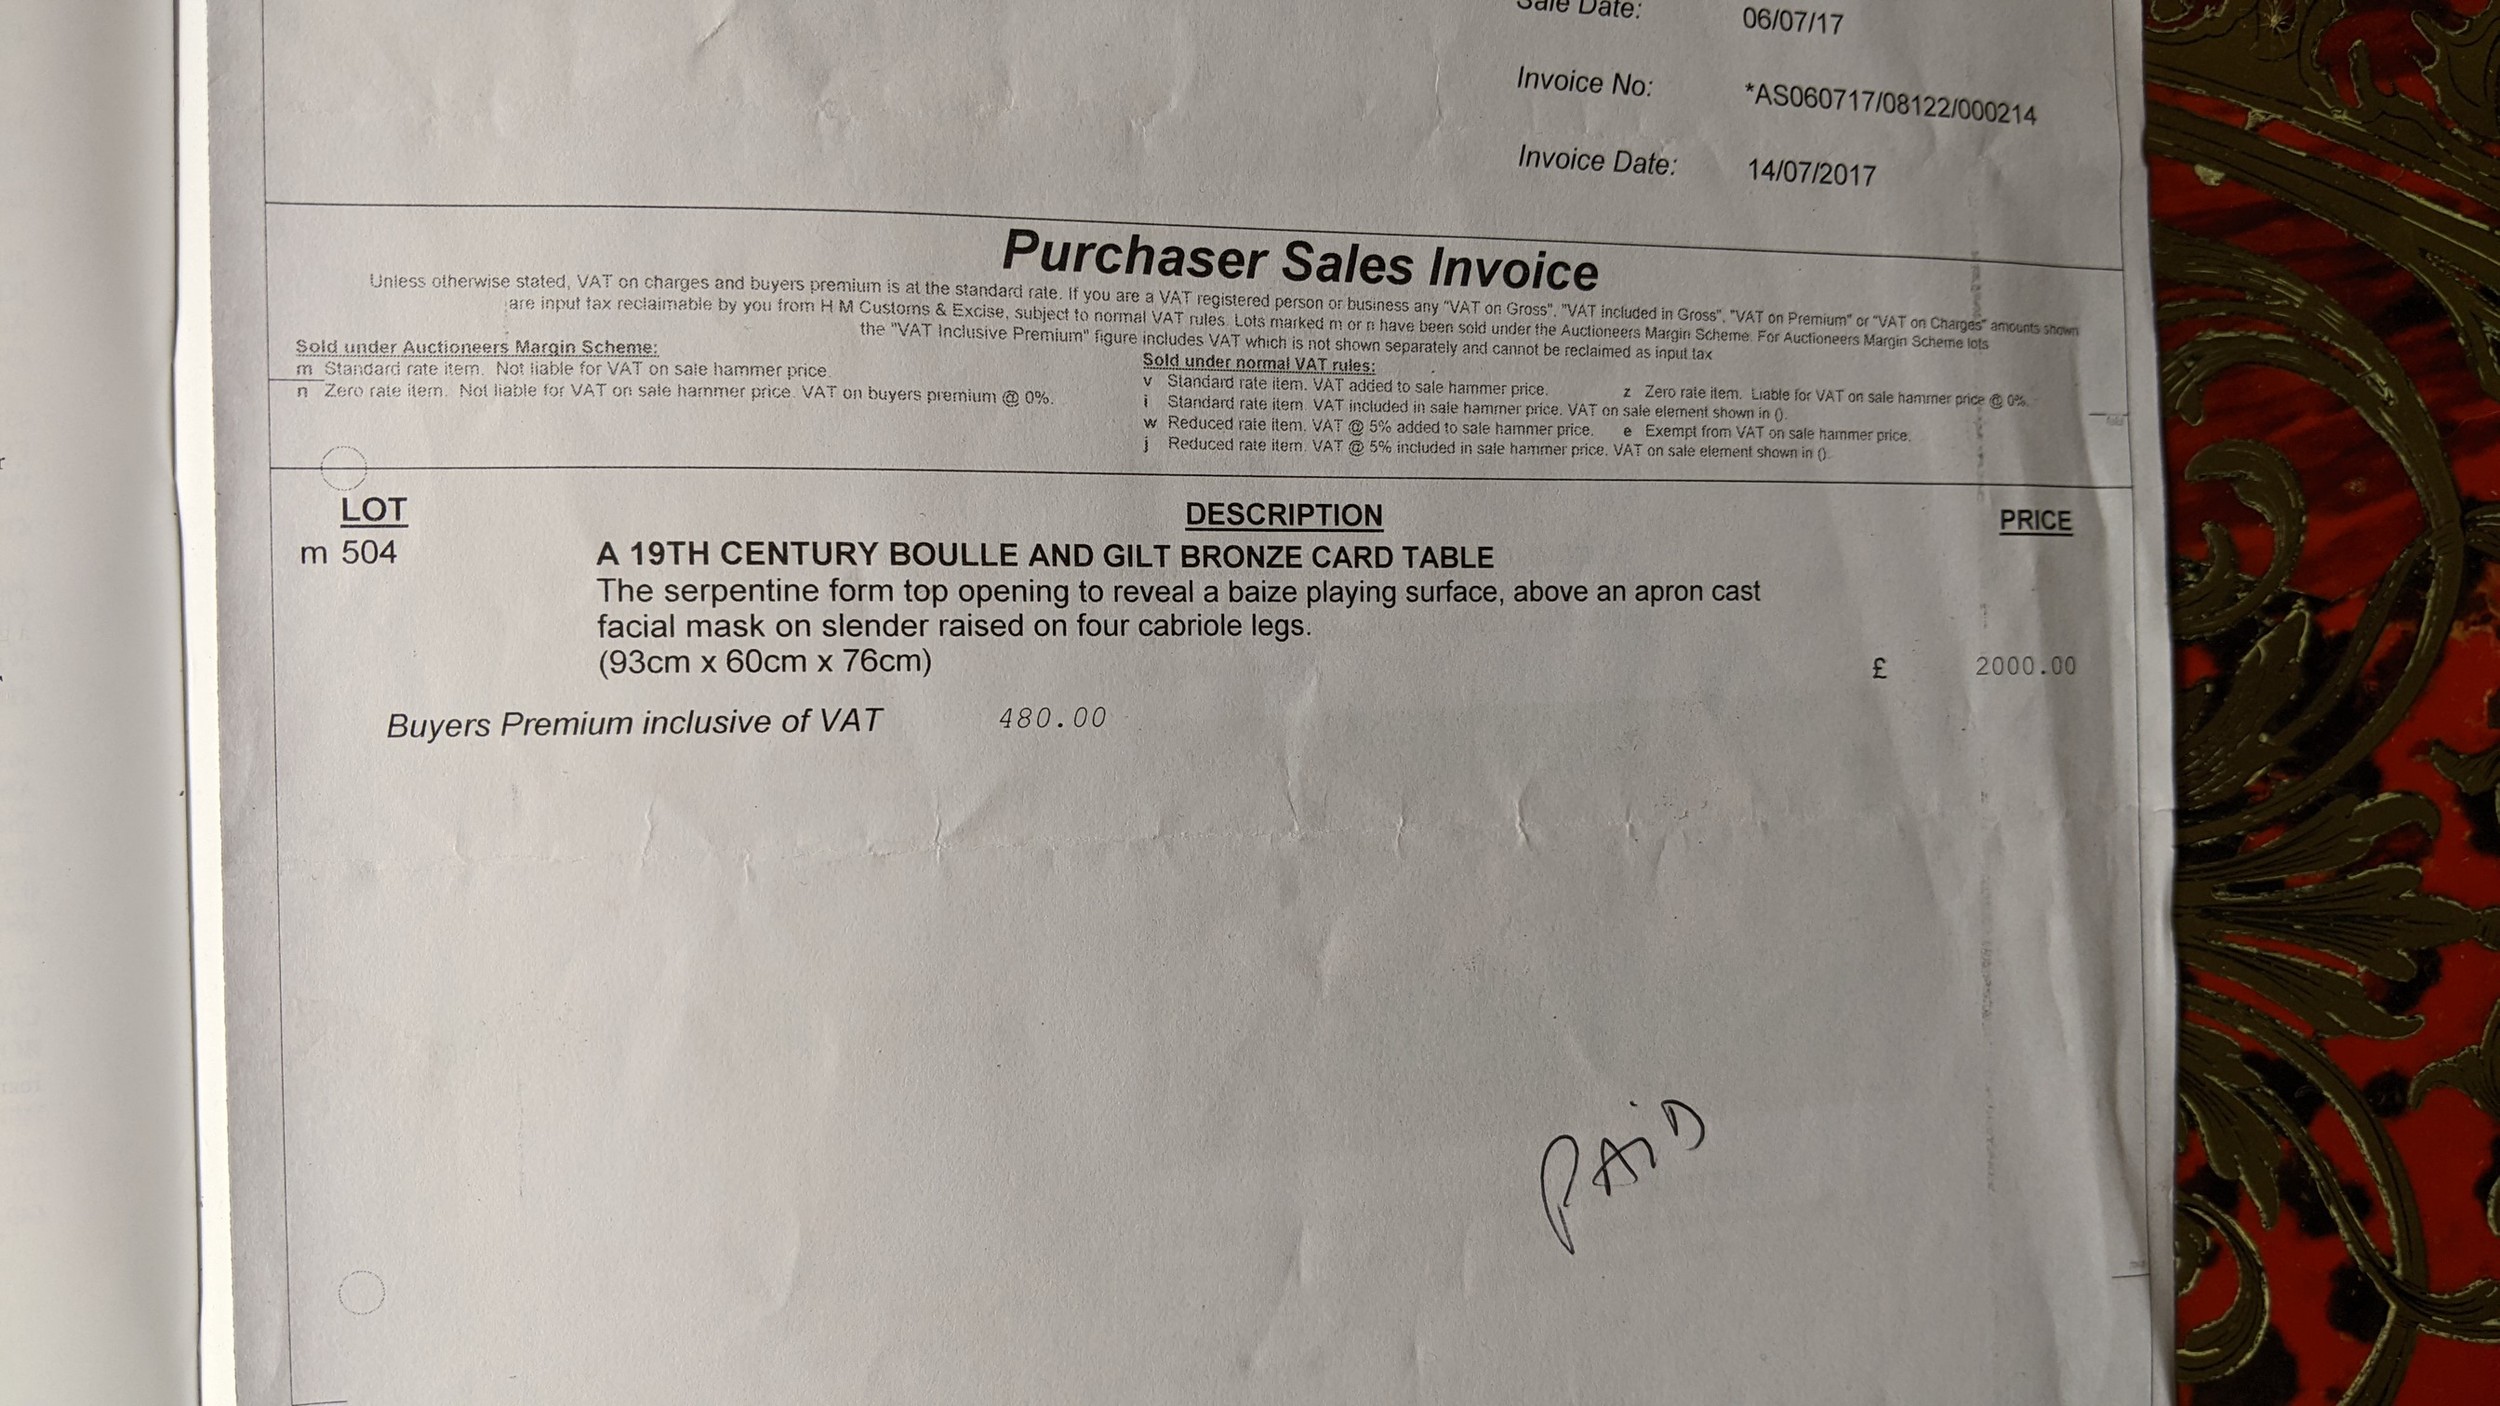 Sale Date: 06/07/17
Invoice No: *AS060717/08122/000214
Invoice Date: 14/07/2017
Purchaser Sales Invoice
Unless otherwise stated, VAT on charges and buyers premium is at the standard rate. If you are a VAT registered person or business any "VAT on Gross", "VAT included in Gross", "VAT on Premium" or "VAT on Charges" amounts shown
are input tax reclaimable by you from H M Customs & Excise, subject to normal VAT rules. Lots marked m or n have been sold under the Auctioneers Margin Scheme. For Auctioneers Margin Scheme lots
the "VAT Inclusive Premium" figure includes VAT which is not shown separately and cannot be reclaimed as input tax
Sold under Auctioneers Margin Scheme:
m Standard rate item. Not liable for VAT on sale hammer price.
n Zero rate item. Not liable for VAT on sale hammer price. VAT on buyers premium @ 0%.
Sold under normal VAT rules:
v Standard rate item. VAT added to sale hammer price. z Zero rate item. Liable for VAT on sale hammer price @ 0%.
i Standard rate item. VAT included in sale hammer price. VAT on sale element shown in ().
w Reduced rate item. VAT @ 5% added to sale hammer price. e Exempt from VAT on sale hammer price.
j Reduced rate item. VAT @ 5% included in sale hammer price. VAT on sale element shown in ().
LOT DESCRIPTION PRICE
m 504 A 19TH CENTURY BOULLE AND GILT BRONZE CARD TABLE
The serpentine form top opening to reveal a baize playing surface, above an apron cast
facial mask on slender raised on four cabriole legs.
(93cm x 60cm x 76cm) £ 2000.00
Buyers Premium inclusive of VAT 480.00
PAiD